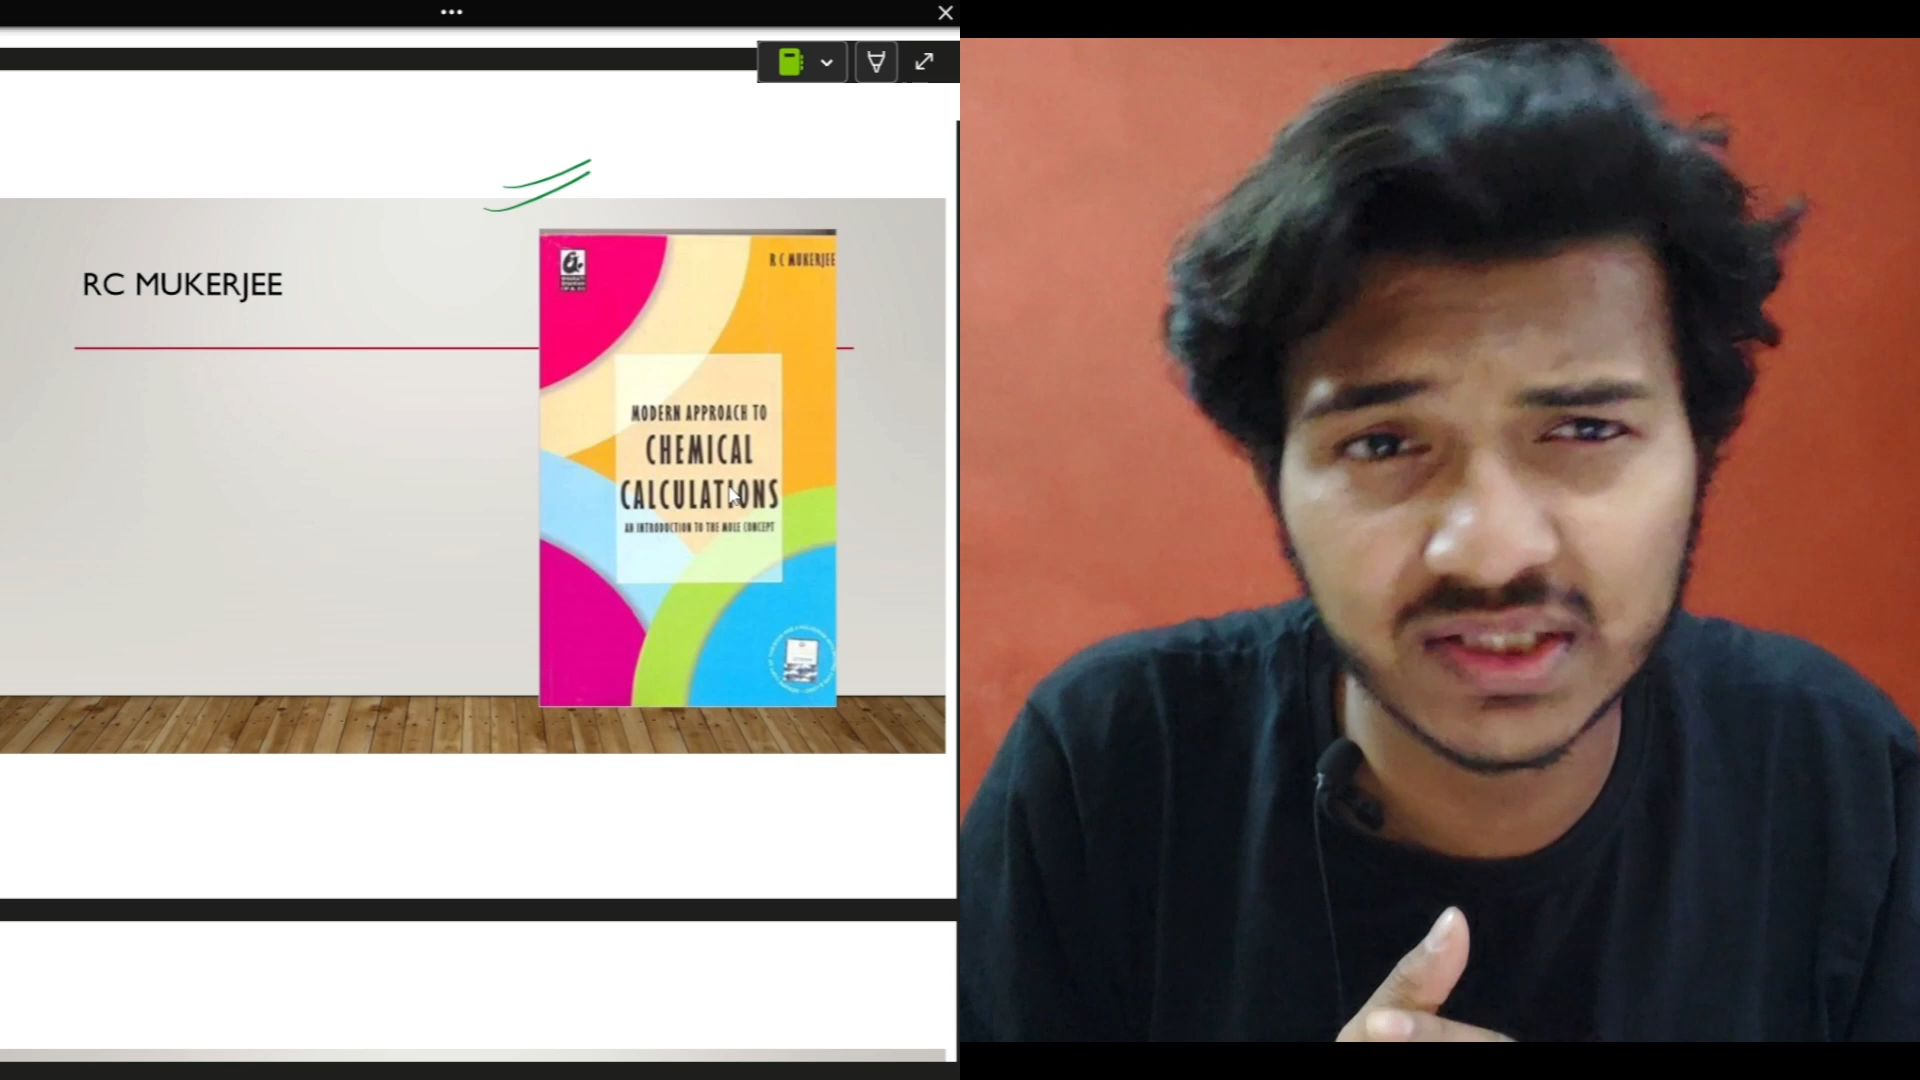 RC MUKERJEE
R C MUKERJEE
MODERN APPROACH TO
CHEMICAL
CALCULATIONS
AN INTRODUCTION TO THE MOLE CONCEPT